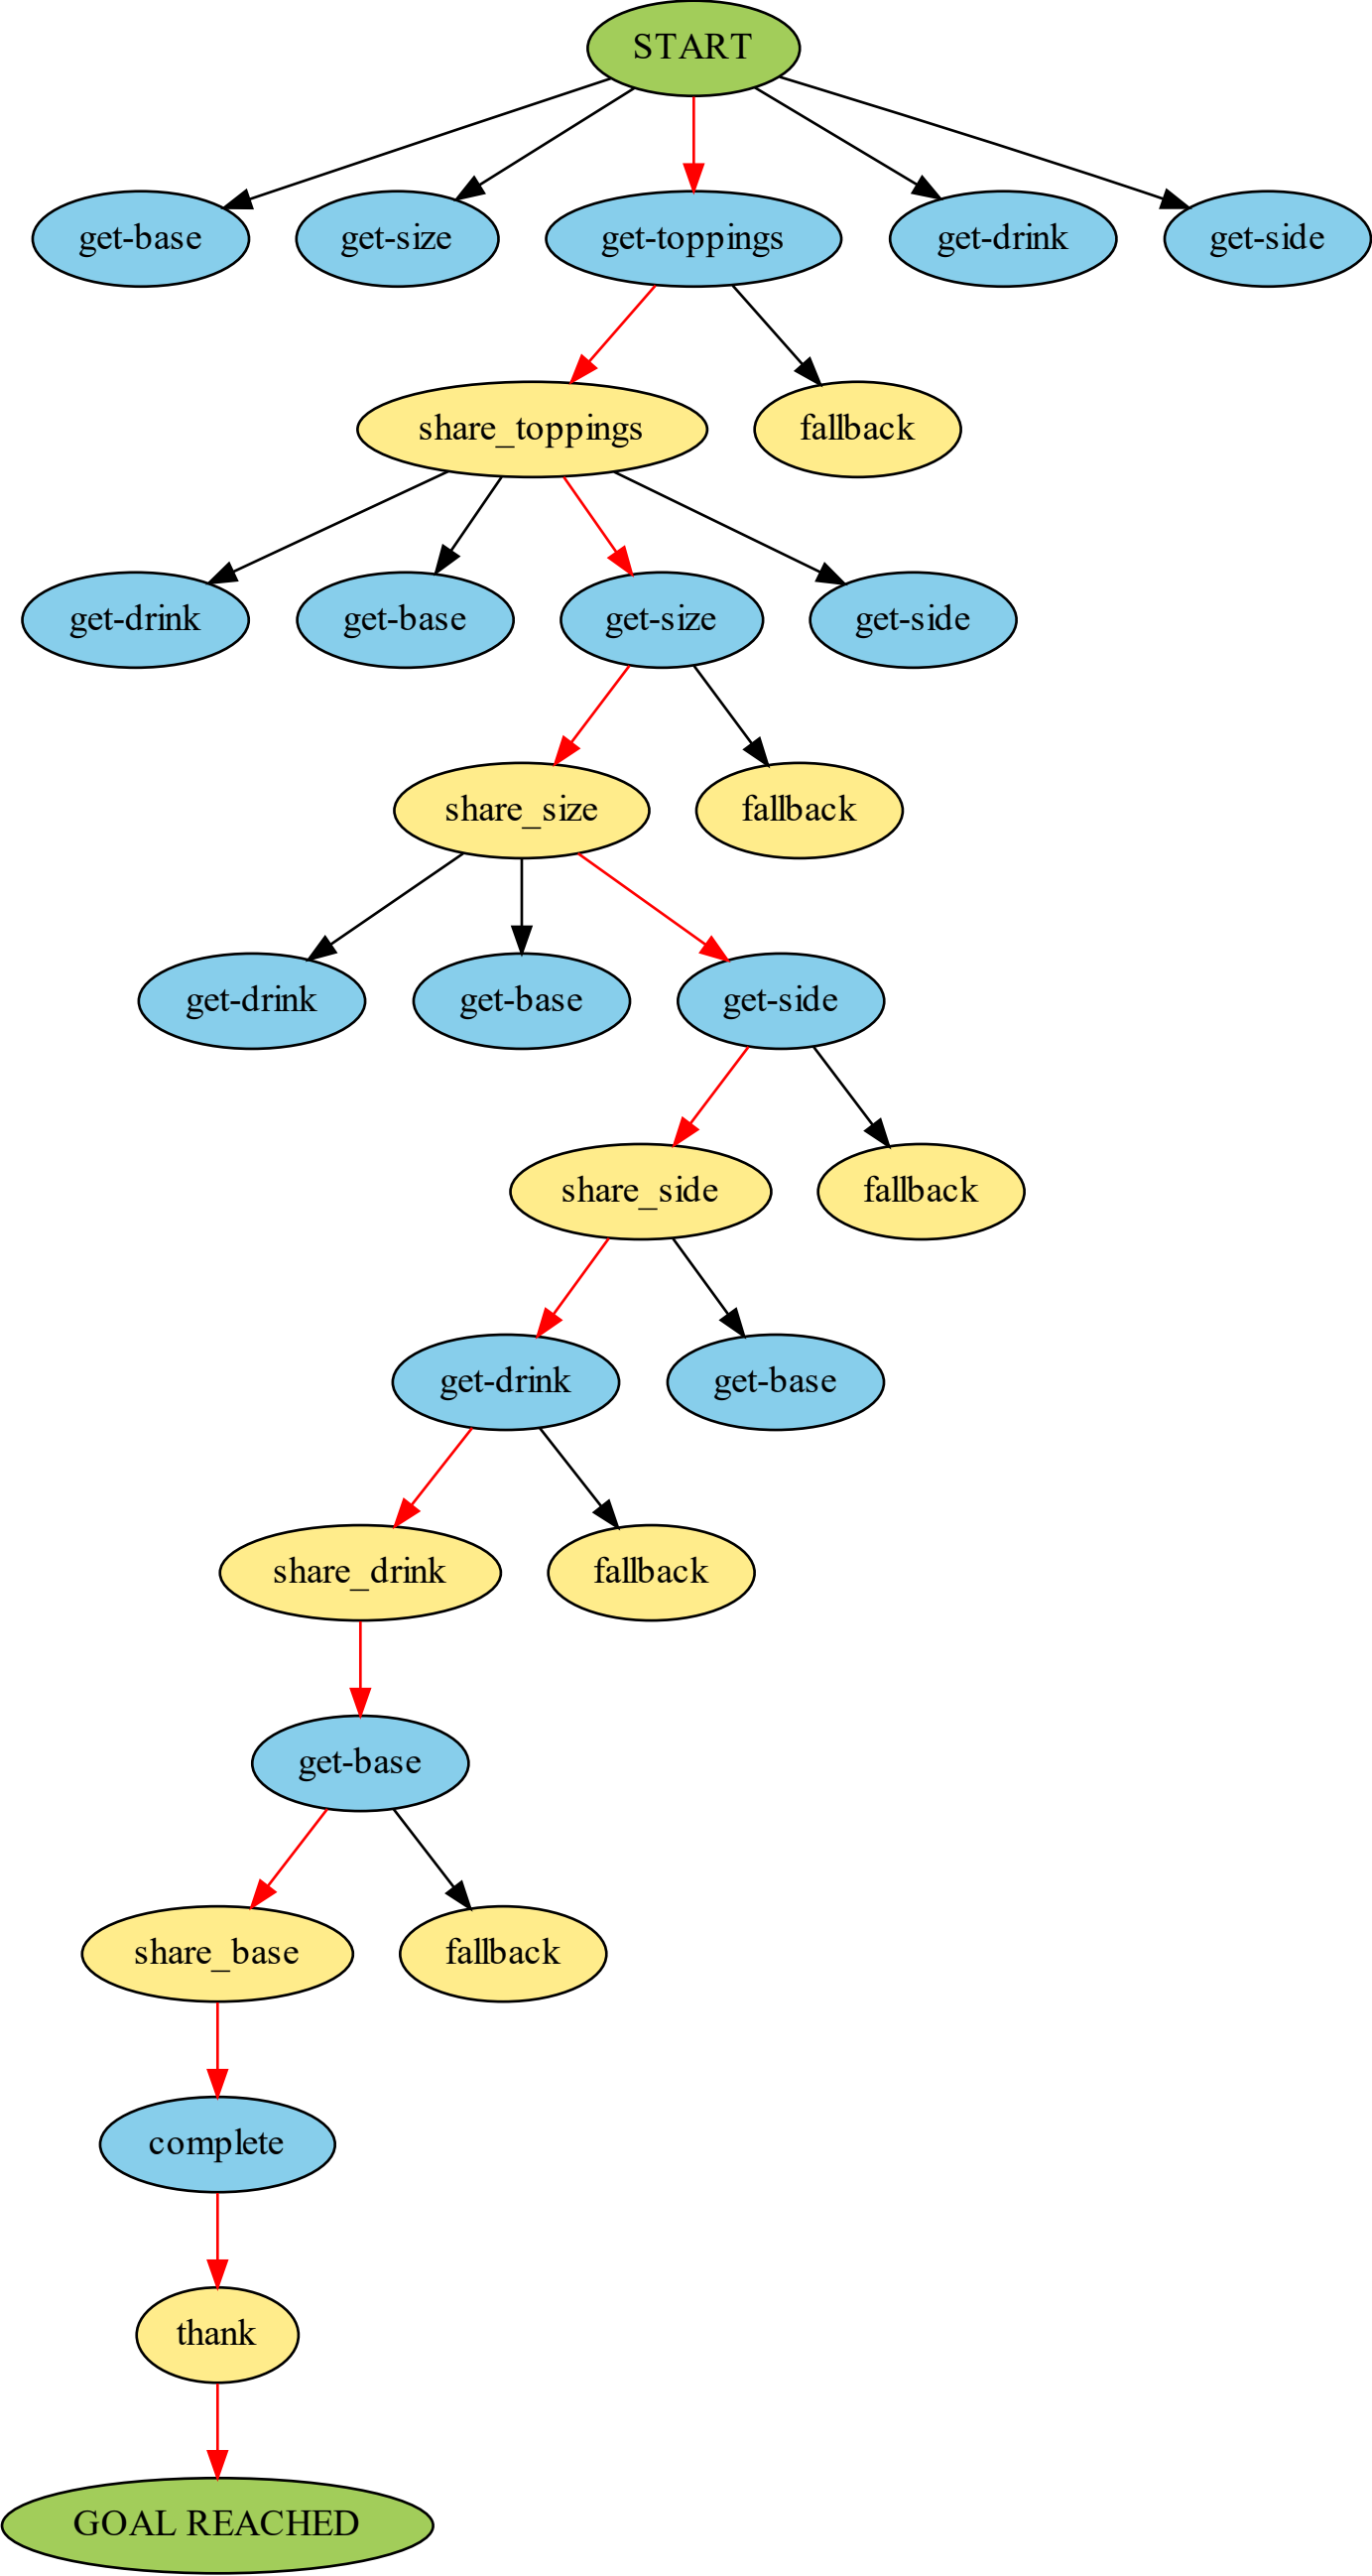 START
get-base
get-size
get-toppings
get-drink
get-side
share_toppings
fallback
get-drink
get-base
get-size
get-side
share_size
fallback
get-drink
get-base
get-side
share_side
fallback
get-drink
get-base
share_drink
fallback
get-base
share_base
fallback
complete
thank
GOAL REACHED